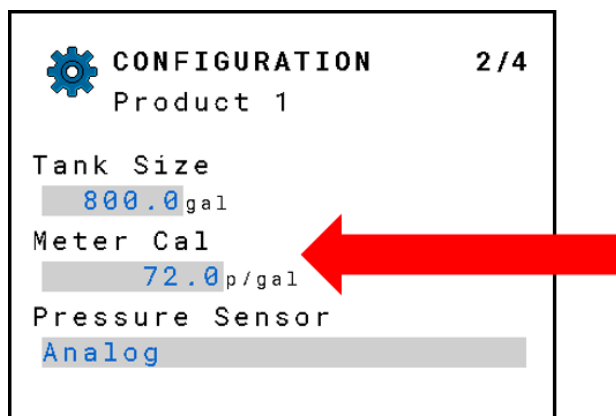 CONFIGURATION 2/4
Product 1
Tank Size
800.0gal
Meter Cal
72.0p/gal
Pressure Sensor
Analog